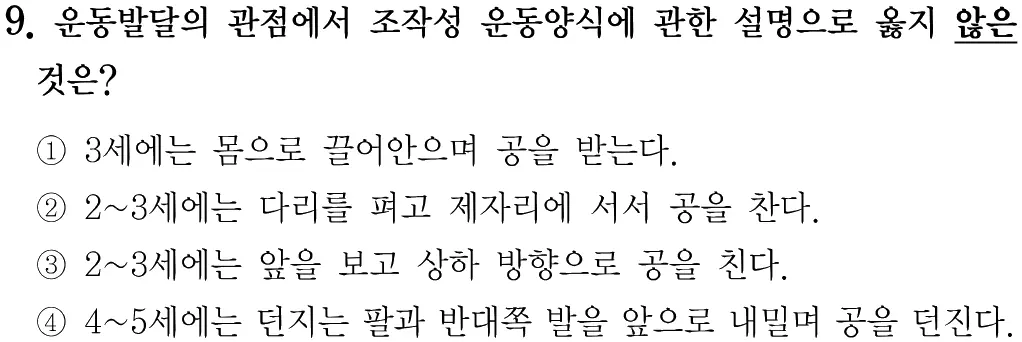 9. 운동발달의 관점에서 조작성 운동양식에 관한 설명으로 옳지 않은
것은?
① 3세에는 몸으로 끌어안으며 공을 받는다.
② 2~3세에는 다리를 펴고 제자리에 서서 공을 찬다.
③ 2~3세에는 앞을 보고 상하 방향으로 공을 친다.
④ 4~5세에는 던지는 팔과 반대쪽 발을 앞으로 내밀며 공을 던진다.